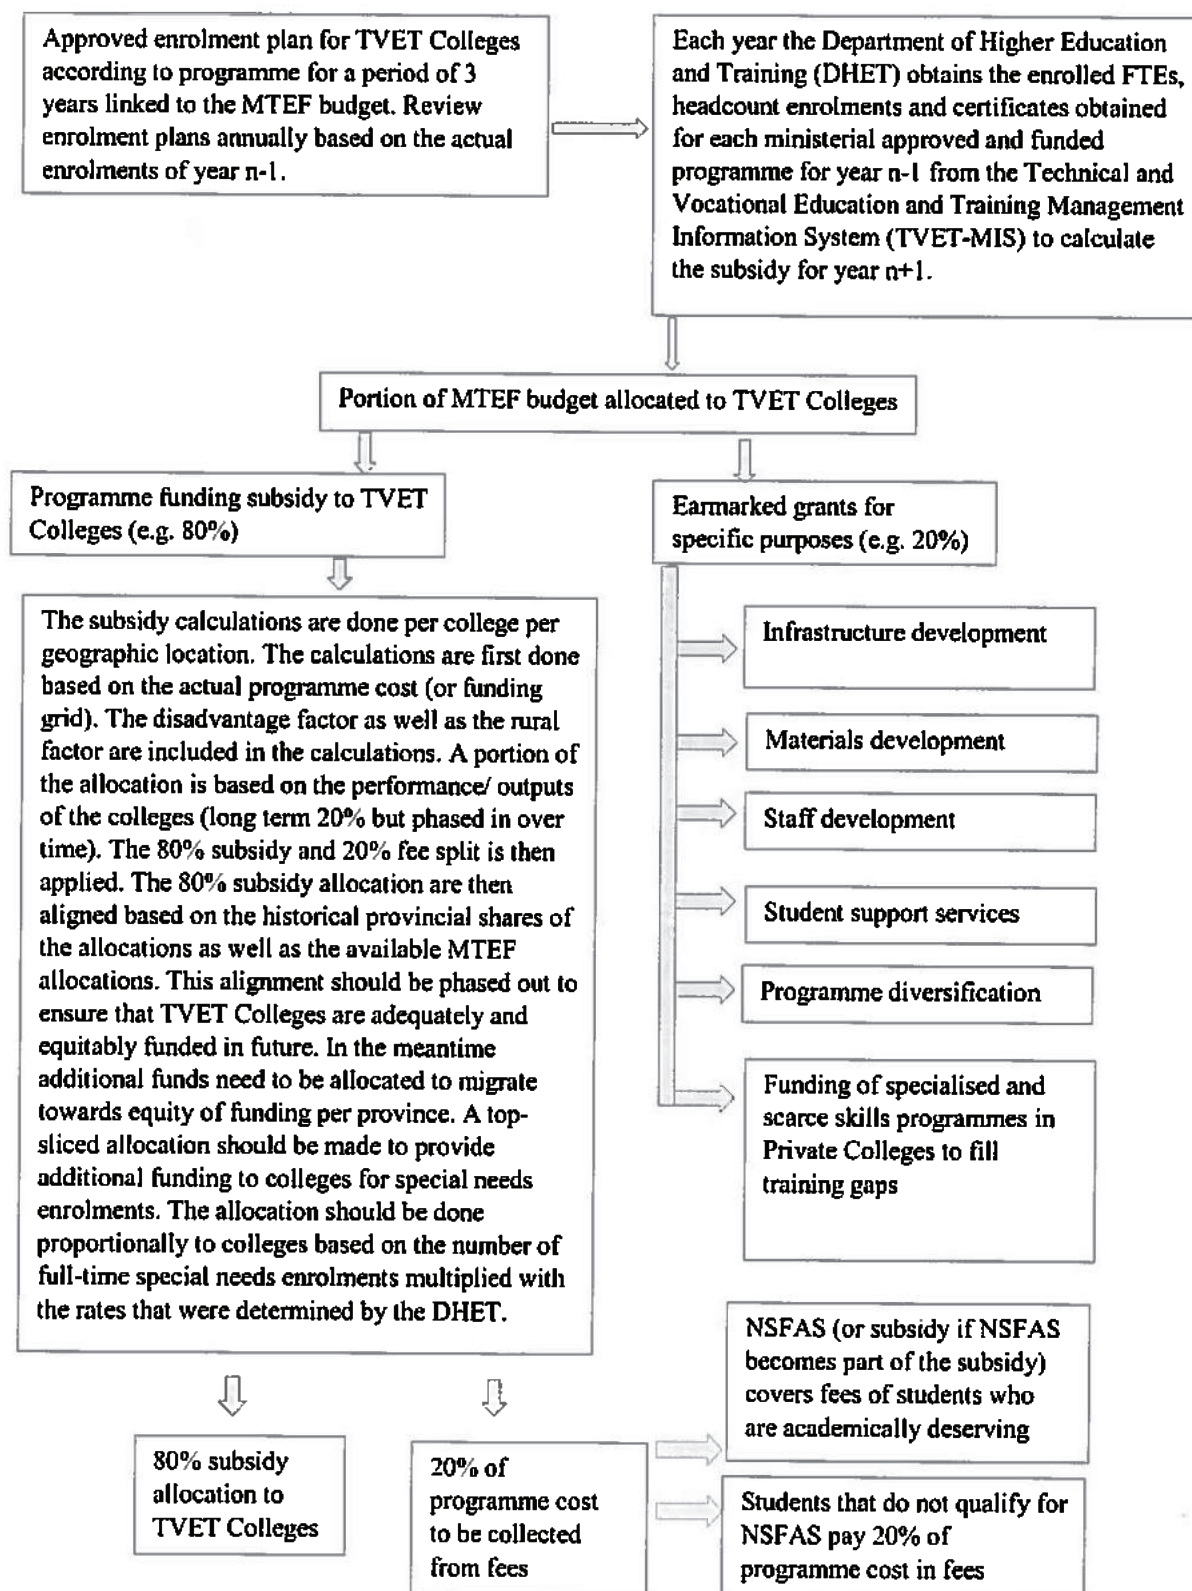 Approved enrolment plan for TVET Colleges
according to programme for a period of 3
years linked to the MTEF budget. Review
enrolment plans annually based on the actual
enrolments of year n-1.
Each year the Department of Higher Education
and Training (DHET) obtains the enrolled FTEs,
headcount enrolments and certificates obtained
for each ministerial approved and funded
programme for year n-1 from the Technical and
Vocational Education and Training Management
Information System (TVET-MIS) to calculate
the subsidy for year n+1.
Portion of MTEF budget allocated to TVET Colleges
Programme funding subsidy to TVET
Colleges (e.g. 80%)
Earmarked grants for
specific purposes (e.g. 20%)
The subsidy calculations are done per college per
geographic location. The calculations are first done
based on the actual programme cost (or funding
grid). The disadvantage factor as well as the rural
factor are included in the calculations. A portion of
the allocation is based on the performance/ outputs
of the colleges (long term 20% but phased in over
time). The 80% subsidy and 20% fee split is then
applied. The 80% subsidy allocation are then
aligned based on the historical provincial shares of
the allocations as well as the available MTEF
allocations. This alignment should be phased out to
ensure that TVET Colleges are adequately and
equitably funded in future. In the meantime
additional funds need to be allocated to migrate
towards equity of funding per province. A top-
sliced allocation should be made to provide
additional funding to colleges for special needs
enrolments. The allocation should be done
proportionally to colleges based on the number of
full-time special needs enrolments multiplied with
the rates that were determined by the DHET.
Infrastructure development
Materials development
Staff development
Student support services
Programme diversification
Funding of specialised and
scarce skills programmes in
Private Colleges to fill
training gaps
80% subsidy
allocation to
TVET Colleges
20% of
programme cost
to be collected
from fees
NSFAS (or subsidy if NSFAS
becomes part of the subsidy)
covers fees of students who
are academically deserving
Students that do not qualify for
NSFAS pay 20% of
programme cost in fees